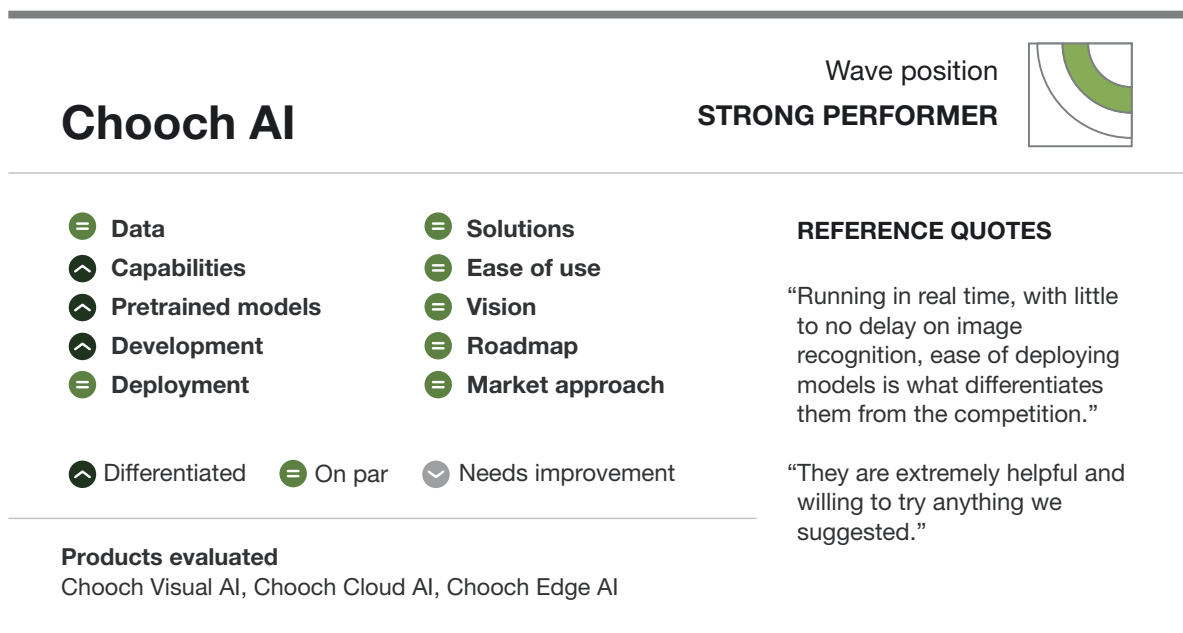 Chooch AI
Wave position
STRONG PERFORMER
Data
Capabilities
Pretrained models
Development
Deployment
Solutions
Ease of use
Vision
Roadmap
Market approach
Differentiated
On par
Needs improvement
Products evaluated
Chooch Visual AI, Chooch Cloud AI, Chooch Edge AI
REFERENCE QUOTES
“Running in real time, with little
to no delay on image
recognition, ease of deploying
models is what differentiates
them from the competition.”
“They are extremely helpful and
willing to try anything we
suggested.”